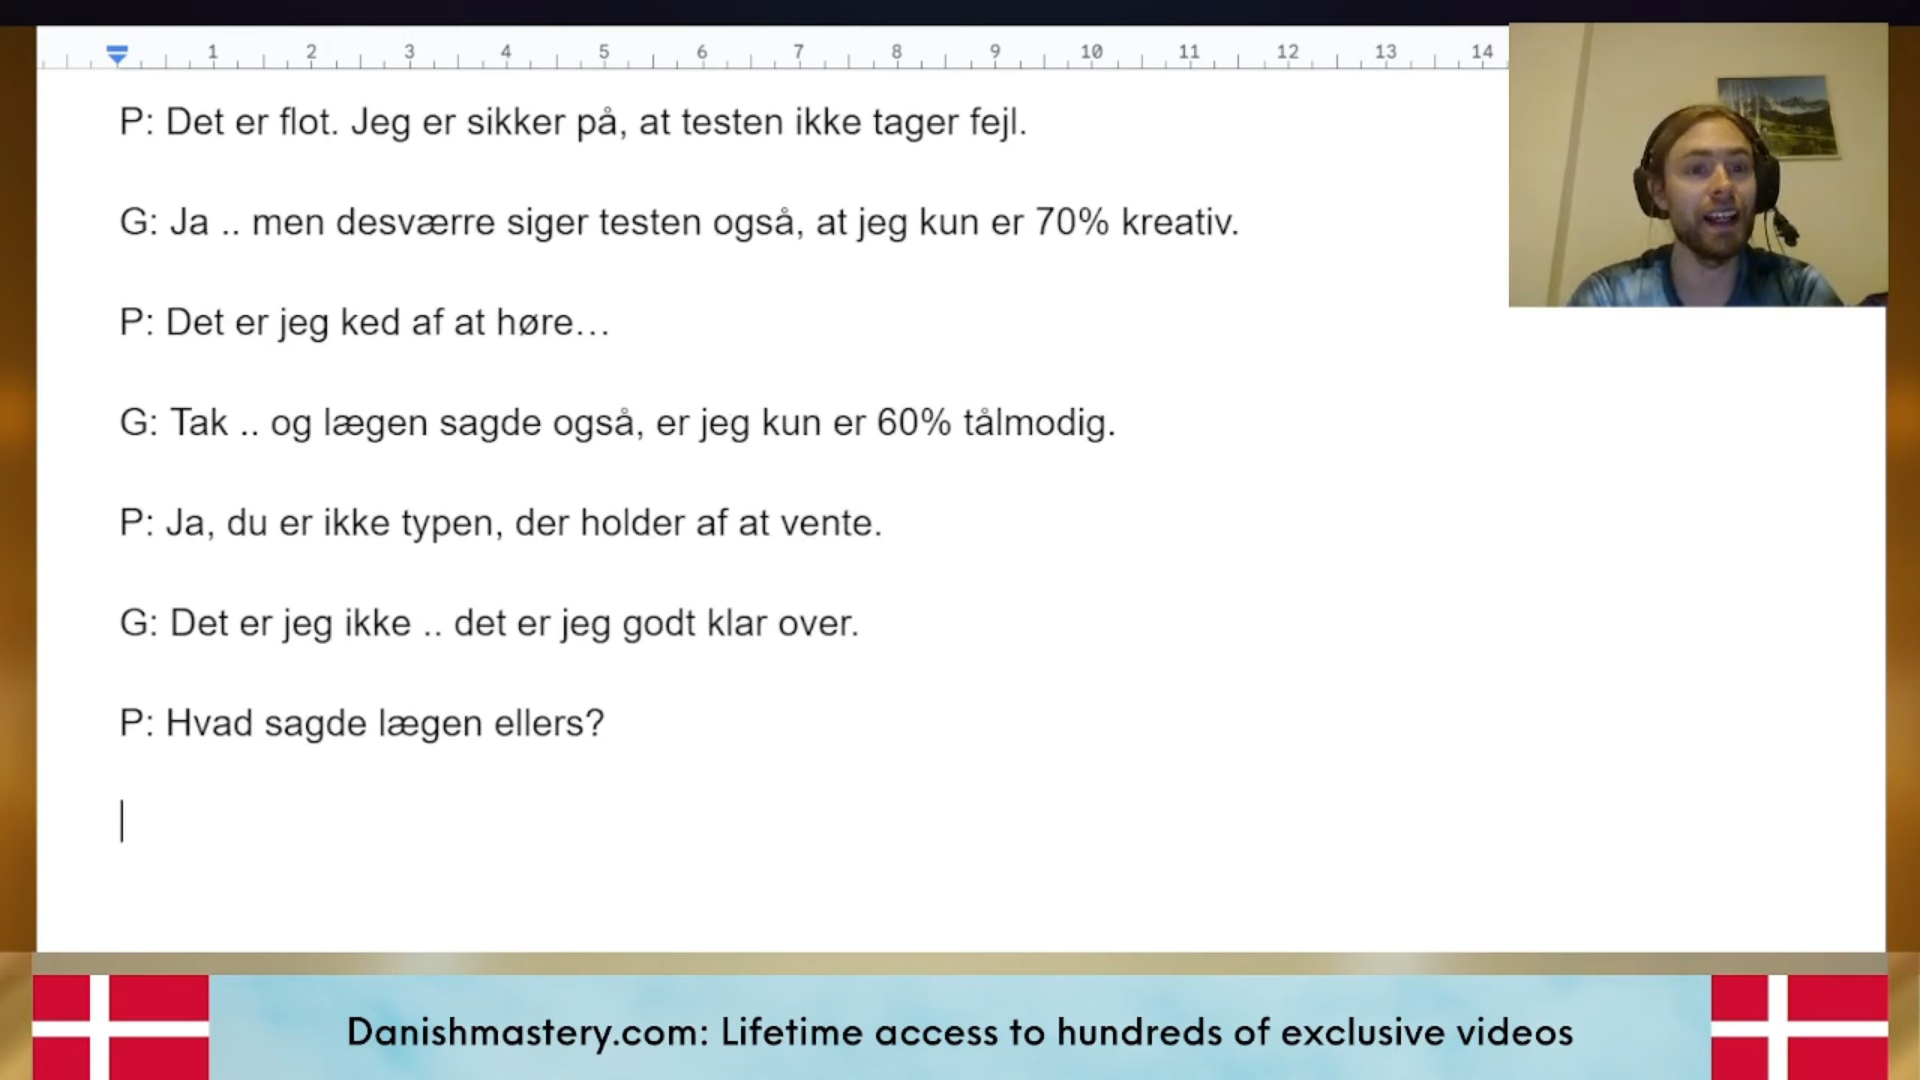 1 2 3 4 5 6 7 8 9 10 11 12 13 14
P: Det er flot. Jeg er sikker på, at testen ikke tager fejl.
G: Ja .. men desværre siger testen også, at jeg kun er 70% kreativ.
P: Det er jeg ked af at høre…
G: Tak .. og lægen sagde også, er jeg kun er 60% tålmodig.
P: Ja, du er ikke typen, der holder af at vente.
G: Det er jeg ikke .. det er jeg godt klar over.
P: Hvad sagde lægen ellers?
Danishmastery.com: Lifetime access to hundreds of exclusive videos